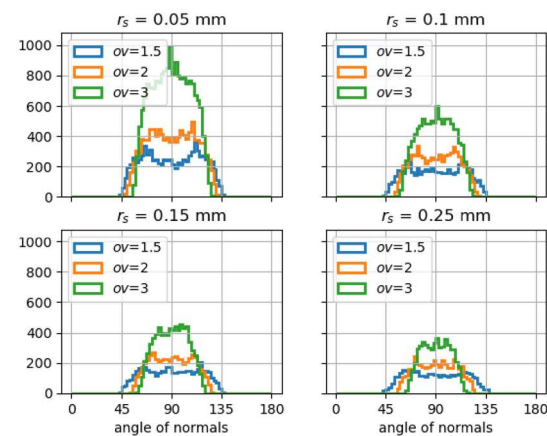 r_s = 0.05 mm
r_s = 0.1 mm
1000
800
600
400
200
0
ov=1.5
ov=2
ov=3
ov=1.5
ov=2
ov=3
r_s = 0.15 mm
r_s = 0.25 mm
1000
800
600
400
200
0
ov=1.5
ov=2
ov=3
ov=1.5
ov=2
ov=3
0 45 90 135 180
0 45 90 135 180
angle of normals
angle of normals